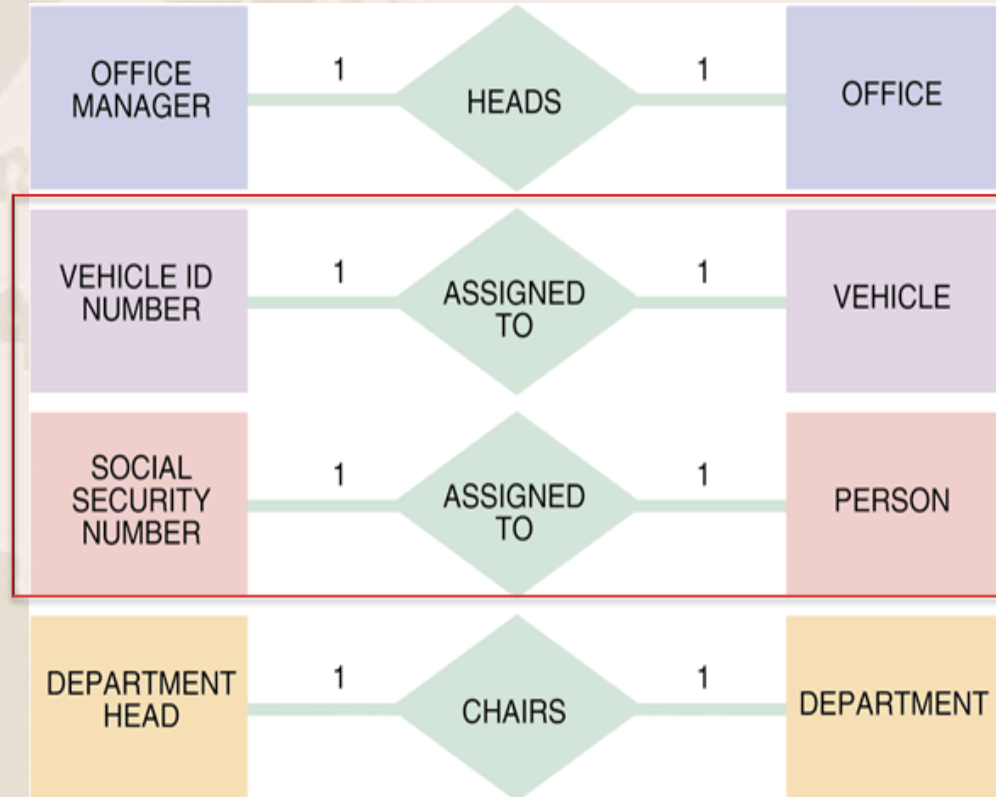 OFFICE
MANAGER
1
HEADS
1
OFFICE
VEHICLE ID
NUMBER
1
ASSIGNED
TO
1
VEHICLE
SOCIAL
SECURITY
NUMBER
1
ASSIGNED
TO
1
PERSON
DEPARTMENT
HEAD
1
CHAIRS
1
DEPARTMENT